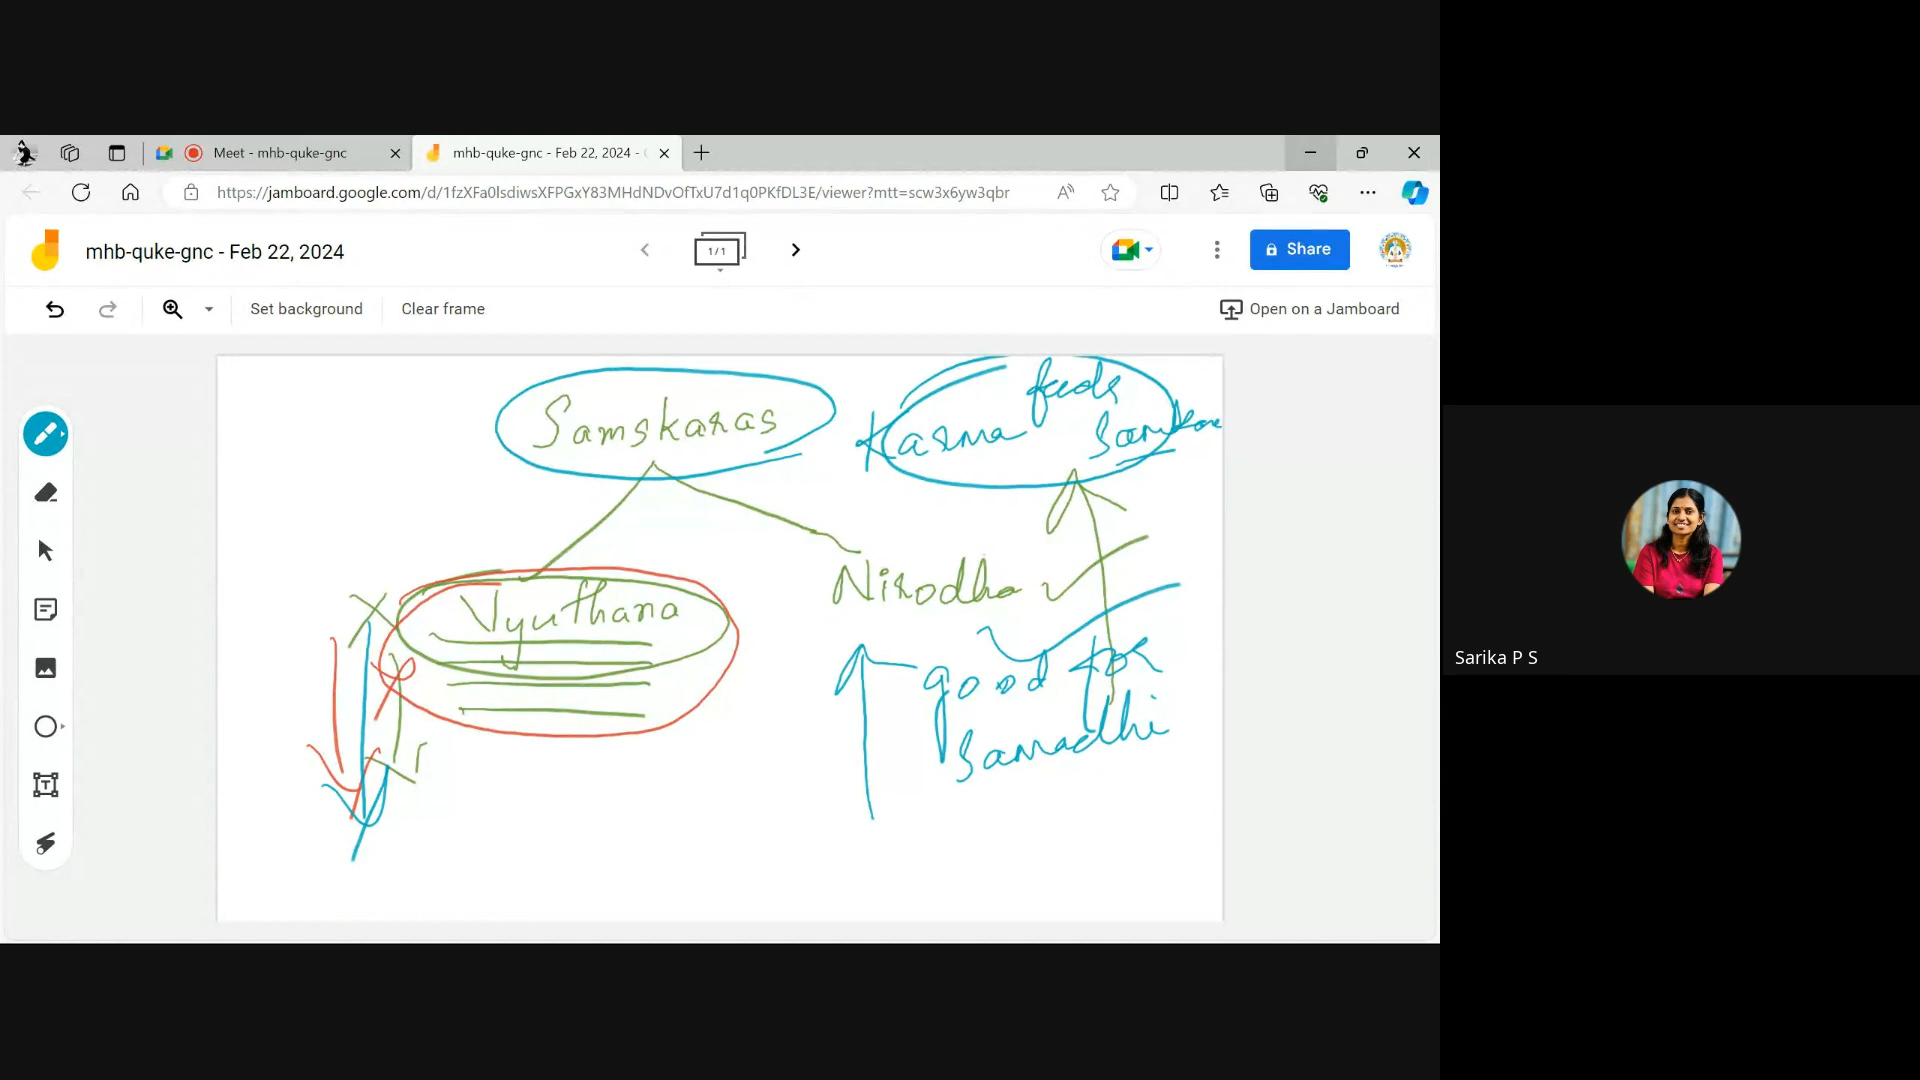 Meet - mhb-quke-gnc
mhb-quke-gnc - Feb 22, 2024 -
https://jamboard.google.com/d/1fzXFa0lsdiwsXFPGxY83MHdNDvOfTxU7d1q0PKfDL3E/viewer?mtt=scw3x6yw3qbr
mhb-quke-gnc - Feb 22, 2024
1/1
Share
Set background
Clear frame
Open on a Jamboard
feeds
Samskaras
Karma
Samskara
Nirodha
Vyuthana
good for
Samadhi
Sarika P S